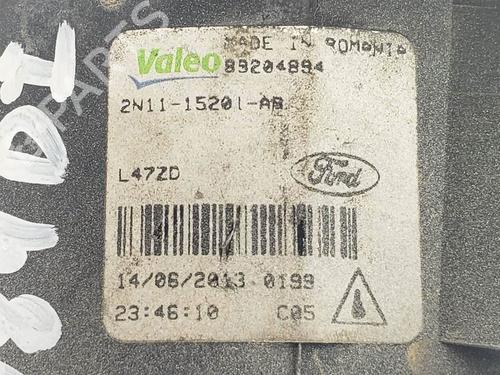 MADE IN ROMANIA
Valeo 89204894
2N11-15201-AB
L47ZD
Ford
14/06/2013 0199
23:46:10 C05